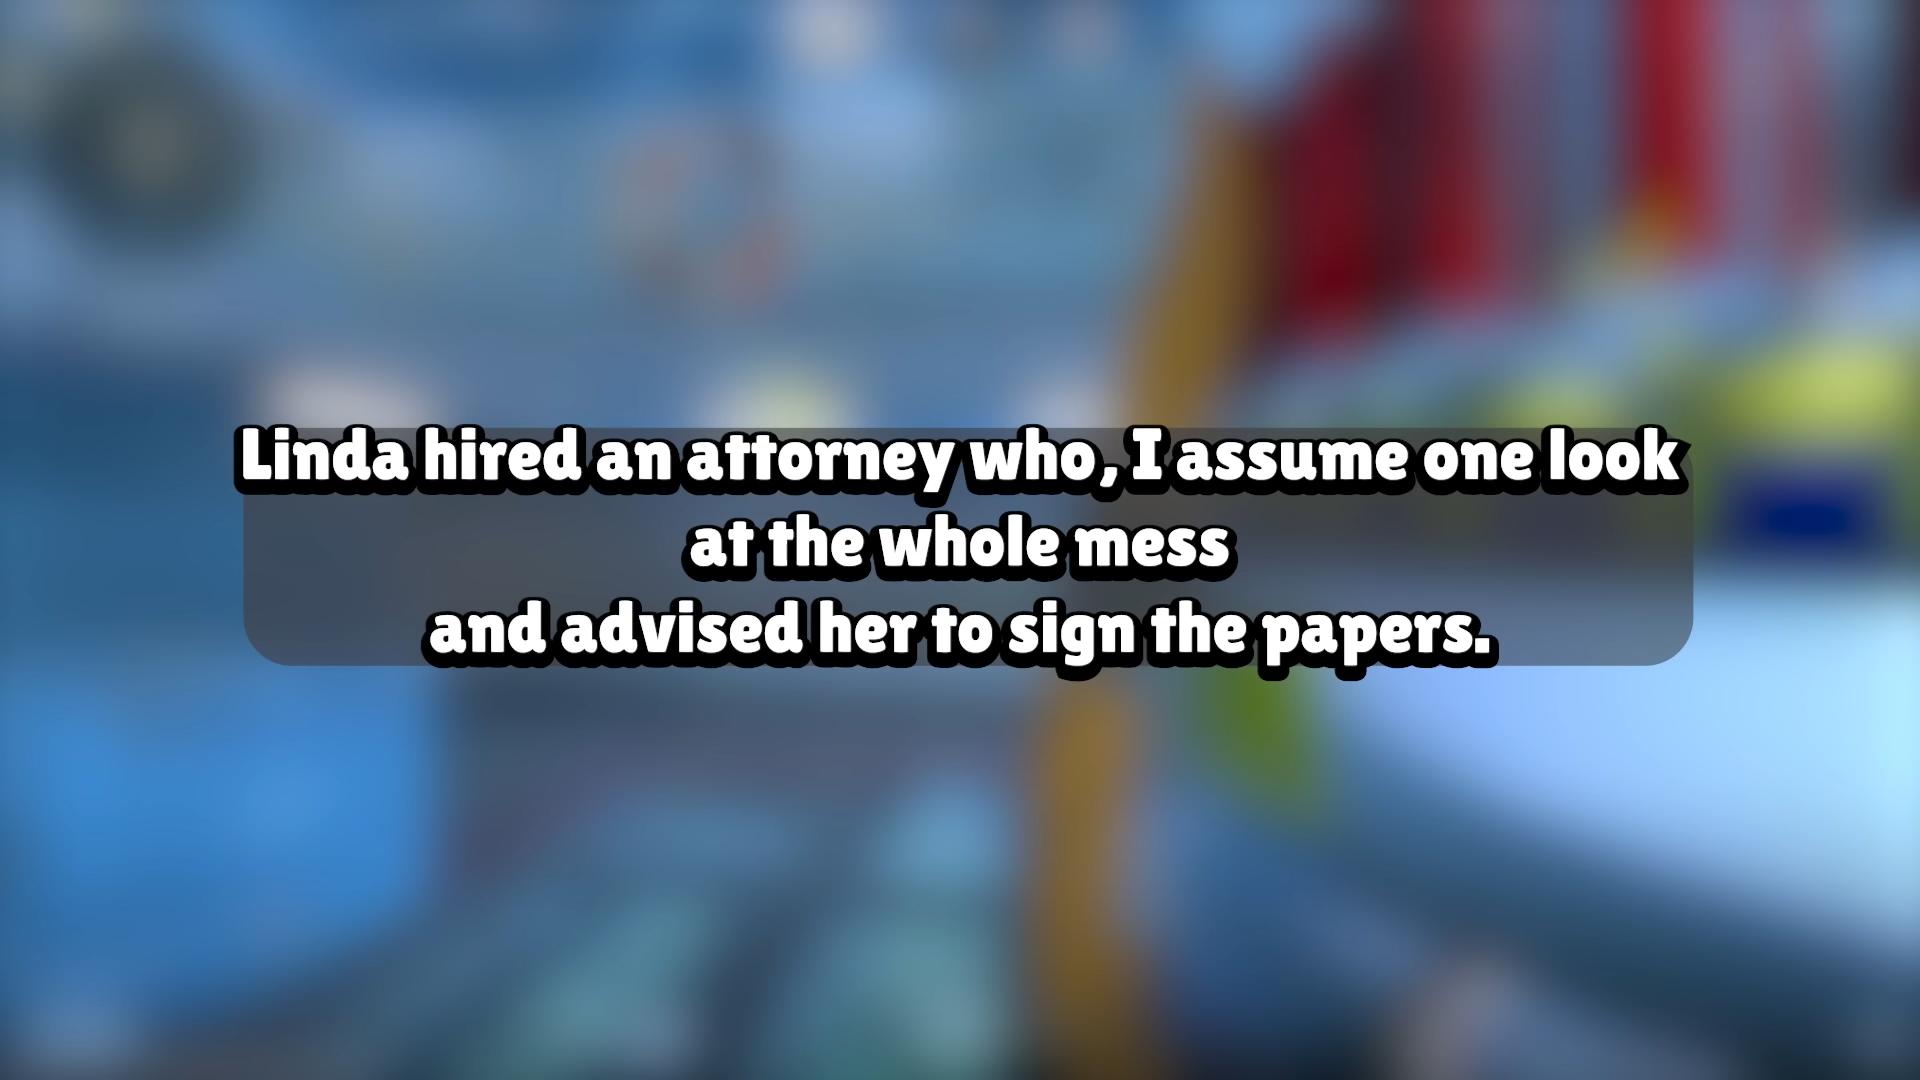 Linda hired an attorney who, I assume one look
at the whole mess
and advised her to sign the papers.